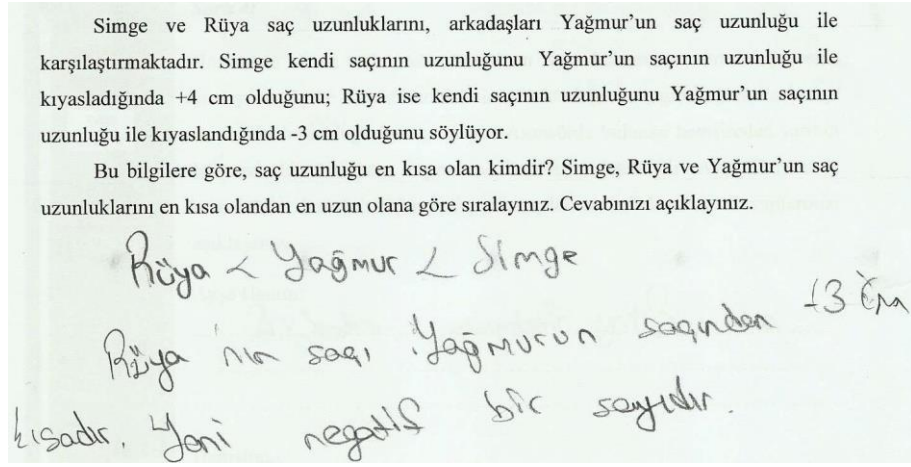 Simge ve Rüya saç uzunluklarını, arkadaşları Yağmur'un saç uzunluğu ile
karşılaştırmaktadır. Simge kendi saçının uzunluğunu Yağmur'un saçının uzunluğu ile
kıyasladığında +4 cm olduğunu; Rüya ise kendi saçının uzunluğunu Yağmur'un saçının
uzunluğu ile kıyaslandığında -3 cm olduğunu söylüyor.
Bu bilgilere göre, saç uzunluğu en kısa olan kimdir? Simge, Rüya ve Yağmur'un saç
uzunluklarını en kısa olandan en uzun olana göre sıralayınız. Cevabınızı açıklayınız.
Rüya < Yağmur < Simge
Rüya'nın saçı Yağmurun saçından -3 cm
kısadır. Yani negatif bir sayıdır.